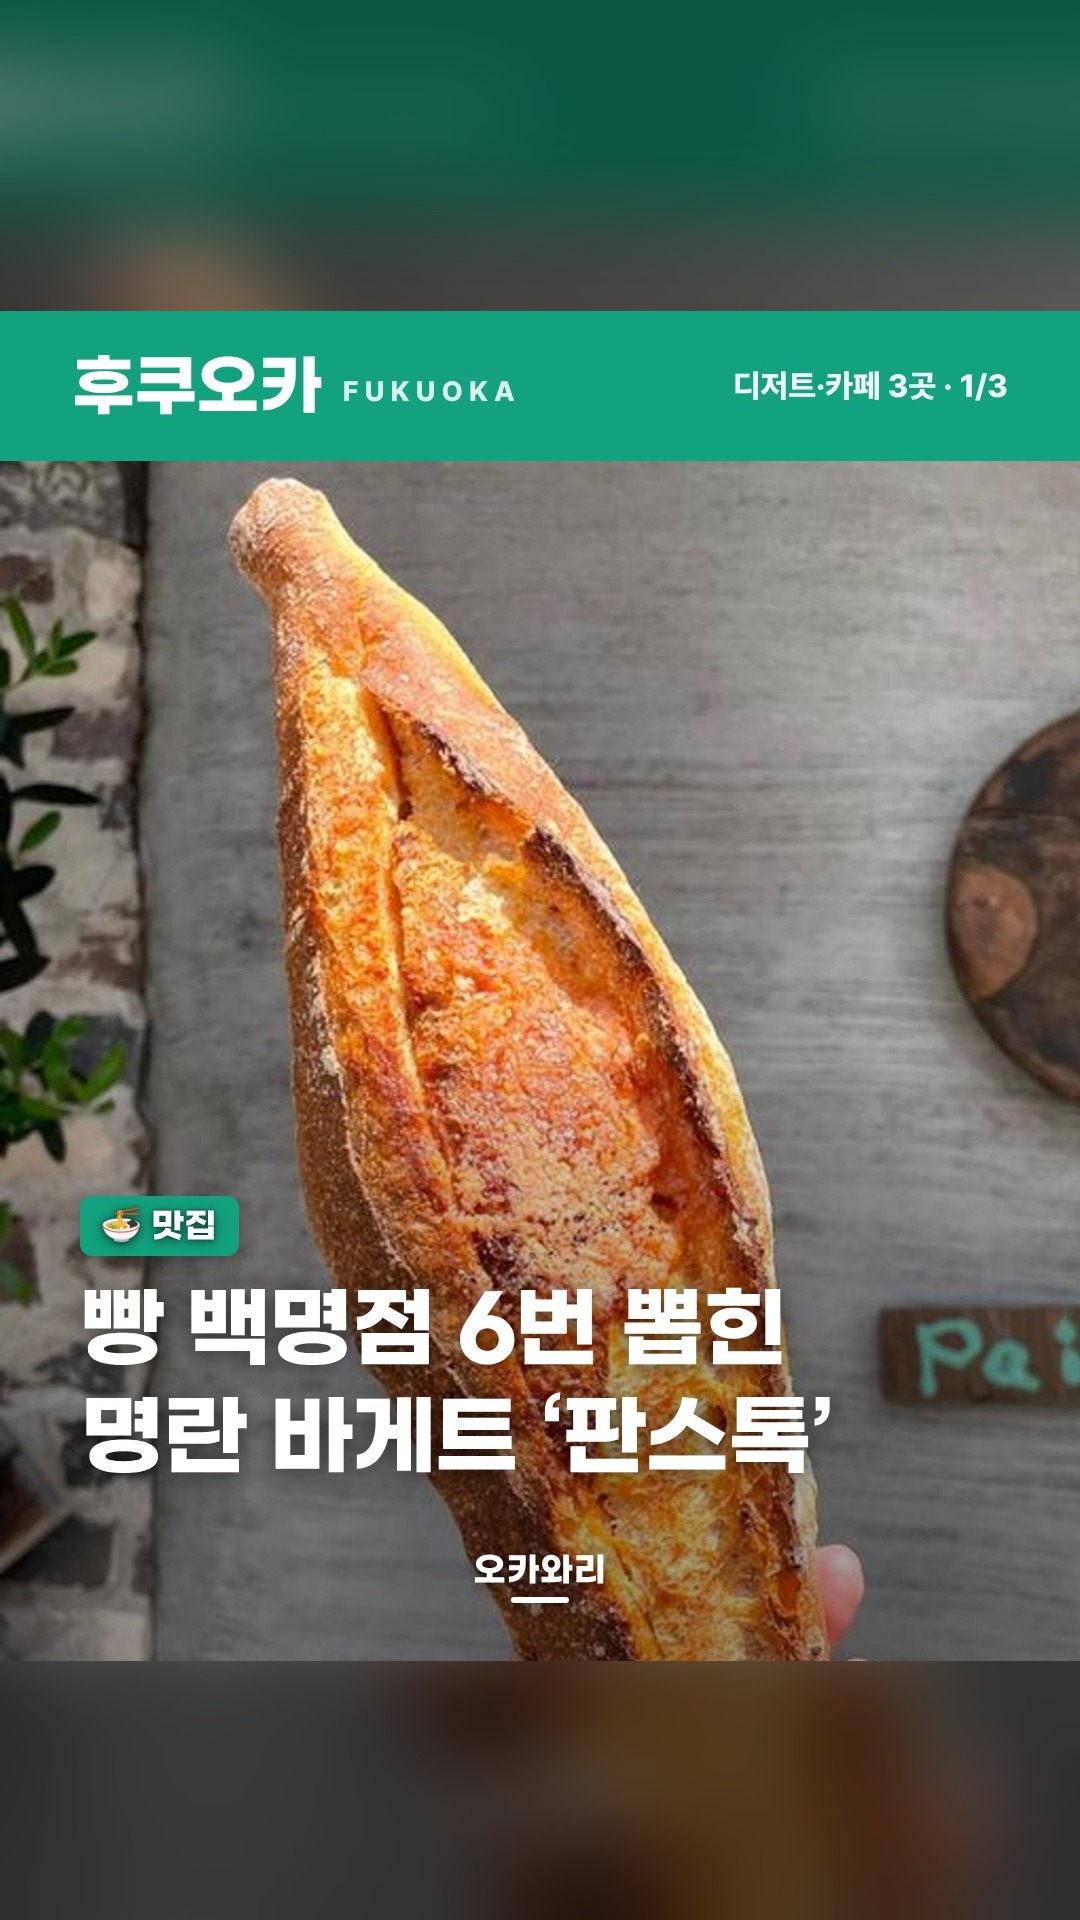 후쿠오카 FUKUOKA
디저트·카페 3곳 · 1/3
맛집
빵 백명점 6번 뽑힌
명란 바게트 ‘판스톡’
Pai
오카와리